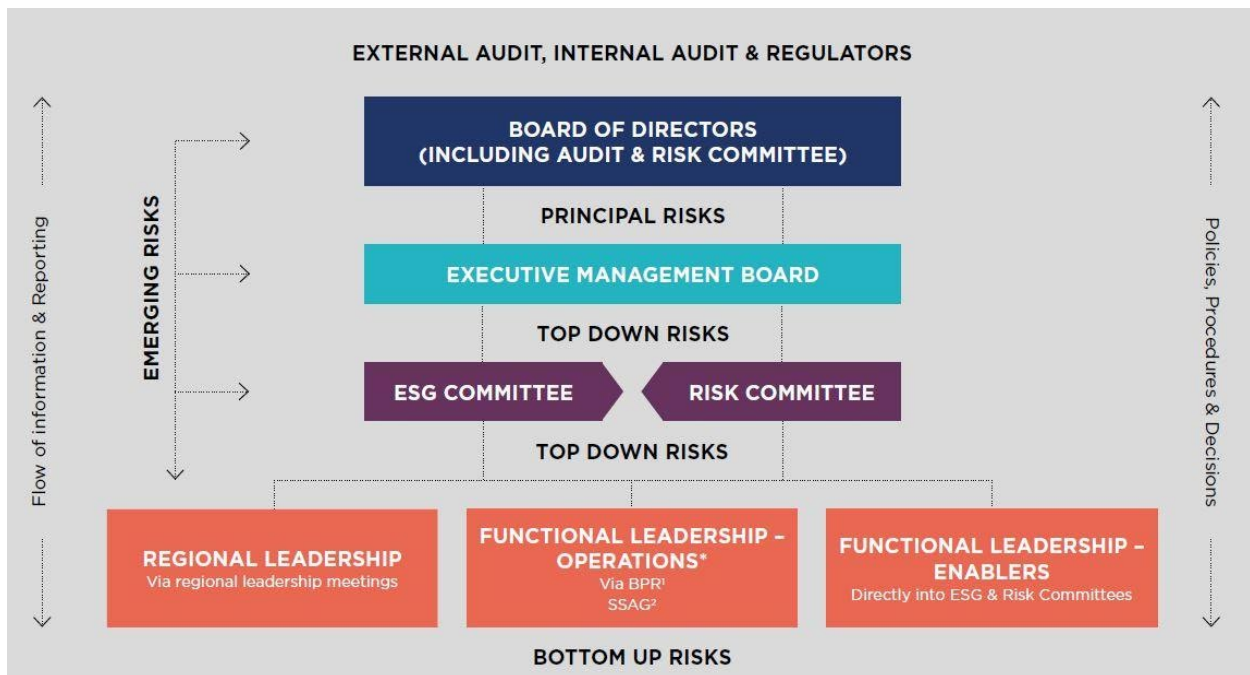 EXTERNAL AUDIT, INTERNAL AUDIT & REGULATORS
BOARD OF DIRECTORS
(INCLUDING AUDIT & RISK COMMITTEE)
PRINCIPAL RISKS
EXECUTIVE MANAGEMENT BOARD
TOP DOWN RISKS
ESG COMMITTEE
RISK COMMITTEE
TOP DOWN RISKS
EMERGING RISKS
Flow of information & Reporting
Policies, Procedures & Decisions
REGIONAL LEADERSHIP
Via regional leadership meetings
FUNCTIONAL LEADERSHIP –
OPERATIONS*
Via BPR¹
SSAG²
FUNCTIONAL LEADERSHIP –
ENABLERS
Directly into ESG & Risk Committees
BOTTOM UP RISKS